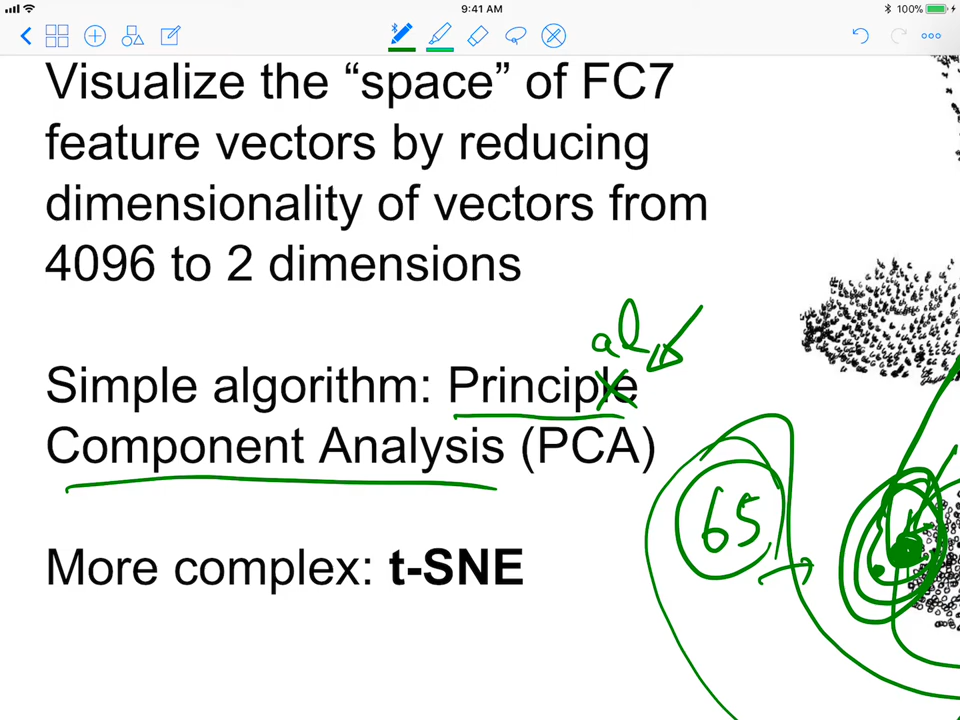 9:41 AM
100%
Visualize the “space” of FC7
feature vectors by reducing
dimensionality of vectors from
4096 to 2 dimensions
al
Simple algorithm: Principle
Component Analysis (PCA)
65
More complex: t-SNE